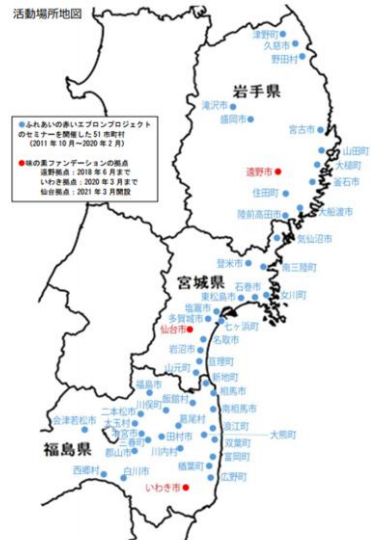 活動場所地図
●ふれあいの赤いエプロンプロジェクト
のセミナーを開催した51市町村
(2011年10月～2020年2月)
●味の素ファンデーションの拠点
遠野拠点：2018年6月まで
いわき拠点：2020年3月まで
仙台拠点：2021年3月開設
岩手県
津野町
久慈市
野田村
滝沢市
盛岡市
宮古市
山田町
大槌町
遠野市
釜石市
住田町
大船渡市
陸前高田市
気仙沼市
宮城県
登米市
南三陸町
石巻市
東松島市
女川町
塩竈市
多賀城市
七ヶ浜町
仙台市
名取市
岩沼市
亘理町
山元町
新地町
福島県
福島市
相馬市
飯館村
川俣町
南相馬市
二本松市
大玉村
葛尾村
浪江町
会津若松市
本宮市
田村市
大熊町
三春町
双葉町
川内村
郡山市
富岡町
楢葉町
西郷村
白川市
広野町
いわき市